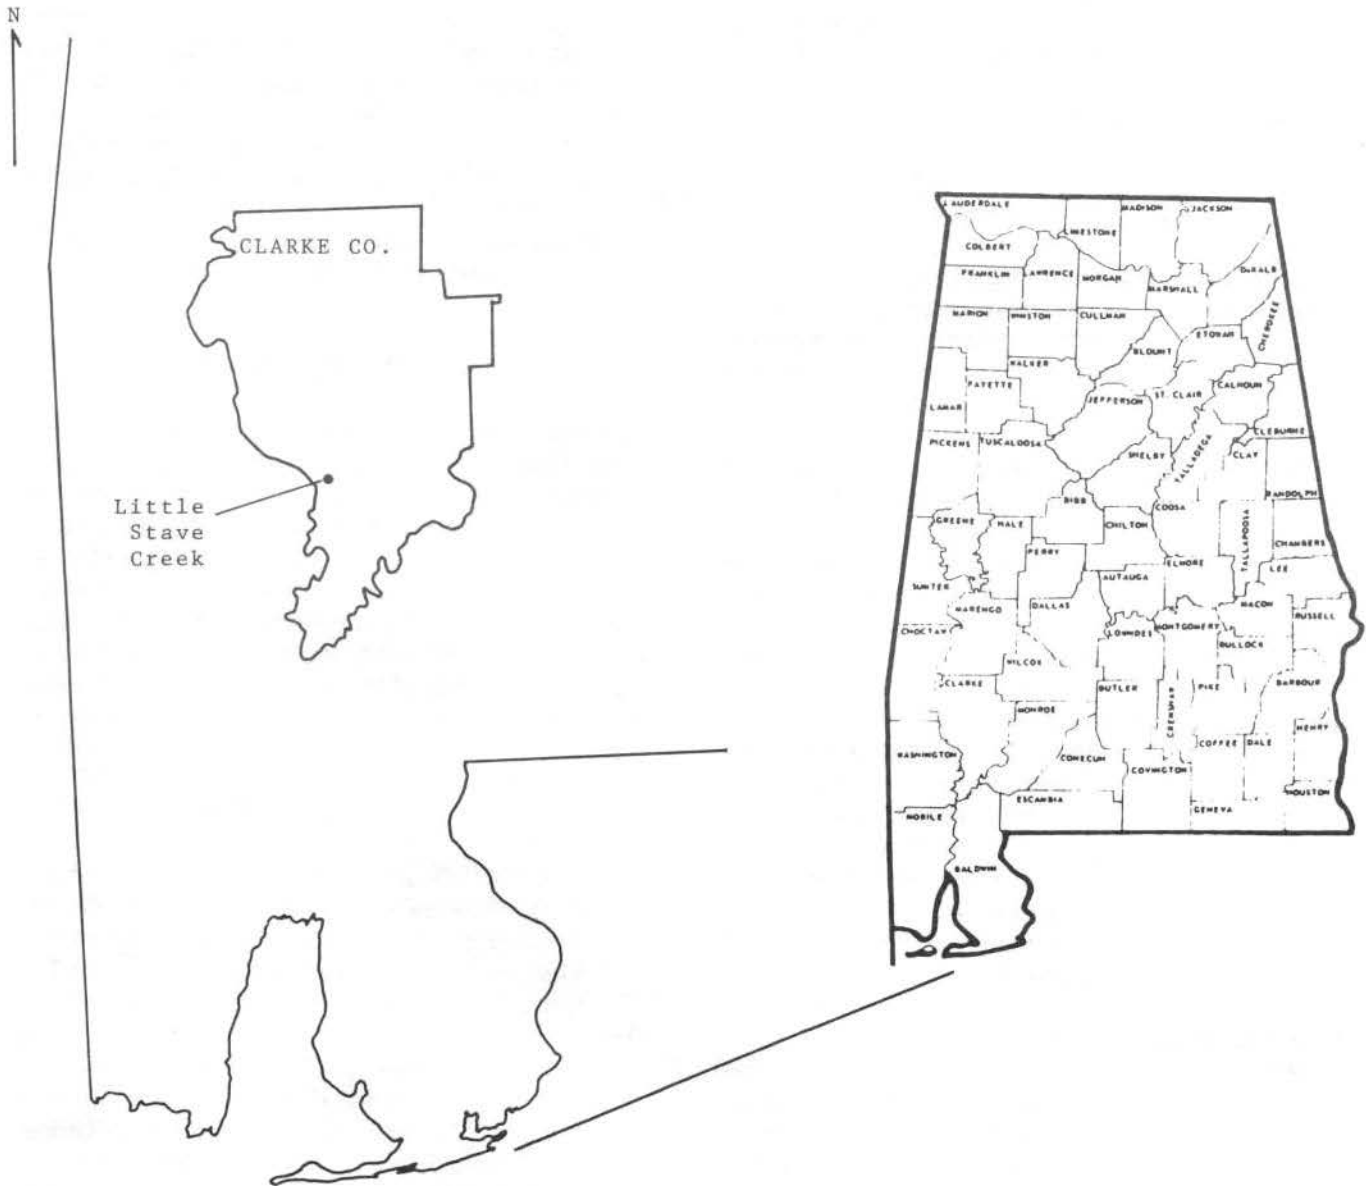 N
CLARKE CO.
Little
Stave
Creek
LAUDERDALE
MADISON
JACKSON
LIMESTONE
COLBERT
FRANKLIN
LAWRENCE
MORGAN
DeKALB
MARSHALL
MARION
WINSTON
CULLMAN
ETOWAH
CHEROKEE
BLOUNT
WALKER
FAYETTE
JEFFERSON
ST. CLAIR
CALHOUN
LAMAR
CLEBURNE
PICKENS
TUSCALOOSA
SHELBY
TALLADEGA
CLAY
RANDOLPH
BIBB
COOSA
GREENE
HALE
CHILTON
TALLAPOOSA
CHAMBERS
PERRY
ELMORE
LEE
SUMTER
AUTAUGA
MARENGO
DALLAS
MACON
RUSSELL
CHOCTAW
LOWNDES
MONTGOMERY
BULLOCK
WILCOX
CLARKE
BUTLER
CRENSHAW
PIKE
BARBOUR
MONROE
HENRY
WASHINGTON
CONECUH
COFFEE
DALE
COVINGTON
ESCAMBIA
HOUSTON
MOBILE
GENEVA
BALDWIN